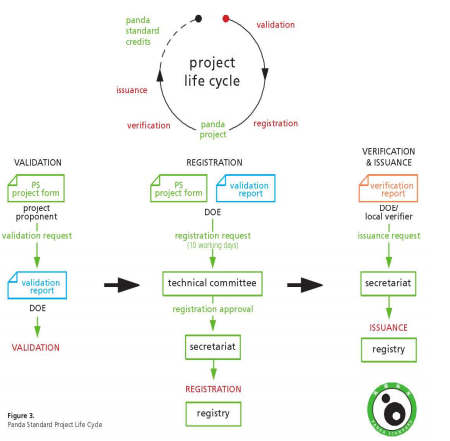 panda
standard
credits
validation
project
life cycle
issuance
verification
panda
project
registration
VALIDATION
PS
project form
project
proponent
validation request
validation
report
DOE
VALIDATION
REGISTRATION
PS
project form
validation
report
DOE
registration request
(10 working days)
technical committee
registration approval
secretariat
REGISTRATION
registry
VERIFICATION
& ISSUANCE
verification
report
DOE/
local verifier
issuance request
secretariat
ISSUANCE
registry
Figure 3.
Panda Standard Project Life Cycle